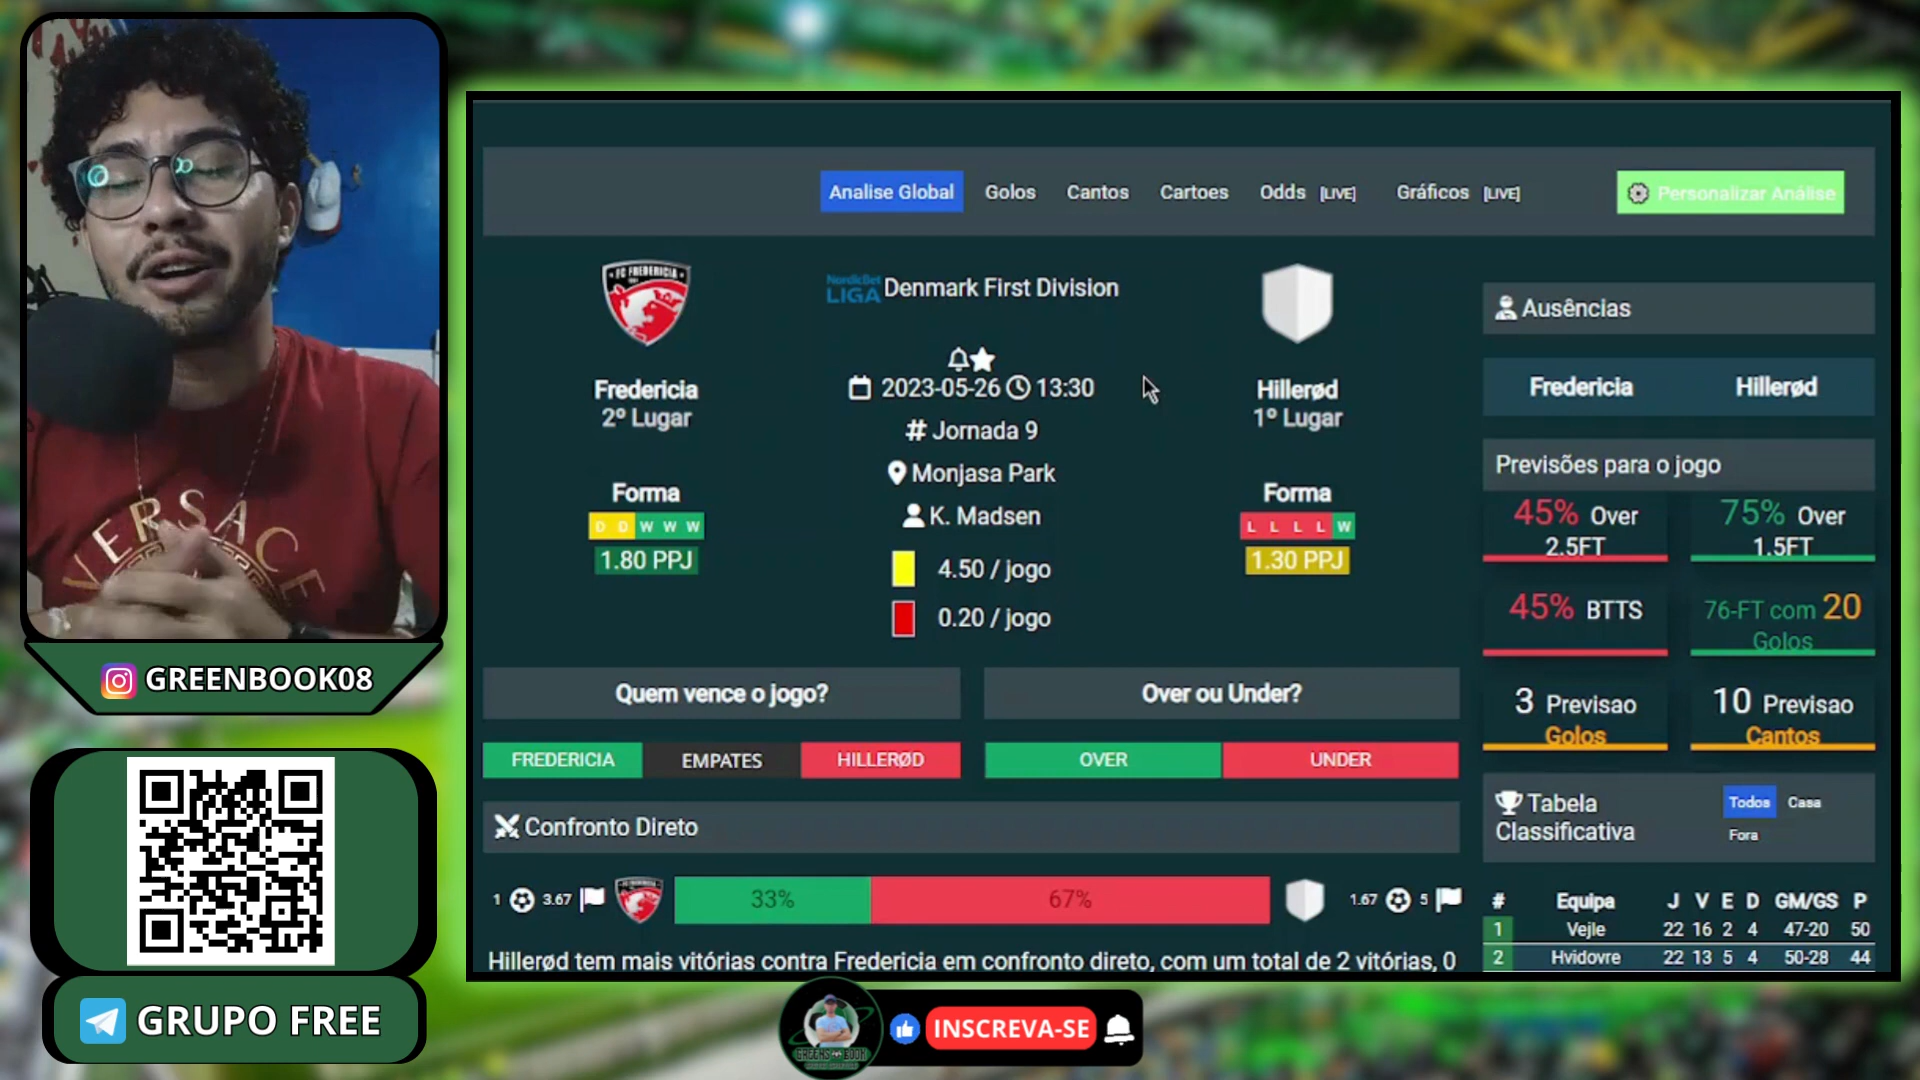 VERSACE
GREENBOOK08
GRUPO FREE
Analise Global
Golos
Cantos
Cartoes
Odds [LIVE]
Gráficos [LIVE]
Personalizar Análise
FC FREDERICIA
NordicBet
LIGA
Denmark First Division
2023-05-26 13:30
# Jornada 9
Monjasa Park
K. Madsen
4.50 / jogo
0.20 / jogo
Fredericia
2º Lugar
Forma
D D W W W
1.80 PPJ
Hillerød
1º Lugar
Forma
L L L L W
1.30 PPJ
Quem vence o jogo?
FREDERICIA EMPATES HILLERØD
Over ou Under?
OVER UNDER
Confronto Direto
1 3.67 33% 67% 1.67 5
Hillerød tem mais vitórias contra Fredericia em confronto direto, com um total de 2 vitórias, 0
Ausências
Fredericia Hillerød
Previsões para o jogo
45% Over
2.5FT
75% Over
1.5FT
45% BTTS
76-FT com 20
Golos
3 Previsao
Golos
10 Previsao
Cantos
Tabela
Classificativa
Todos Casa
Fora
# Equipa J V E D GM/GS P
1 Vejle 22 16 2 4 47-20 50
2 Hvidovre 22 13 5 4 50-28 44
GREENS BOOK
INSCREVA-SE